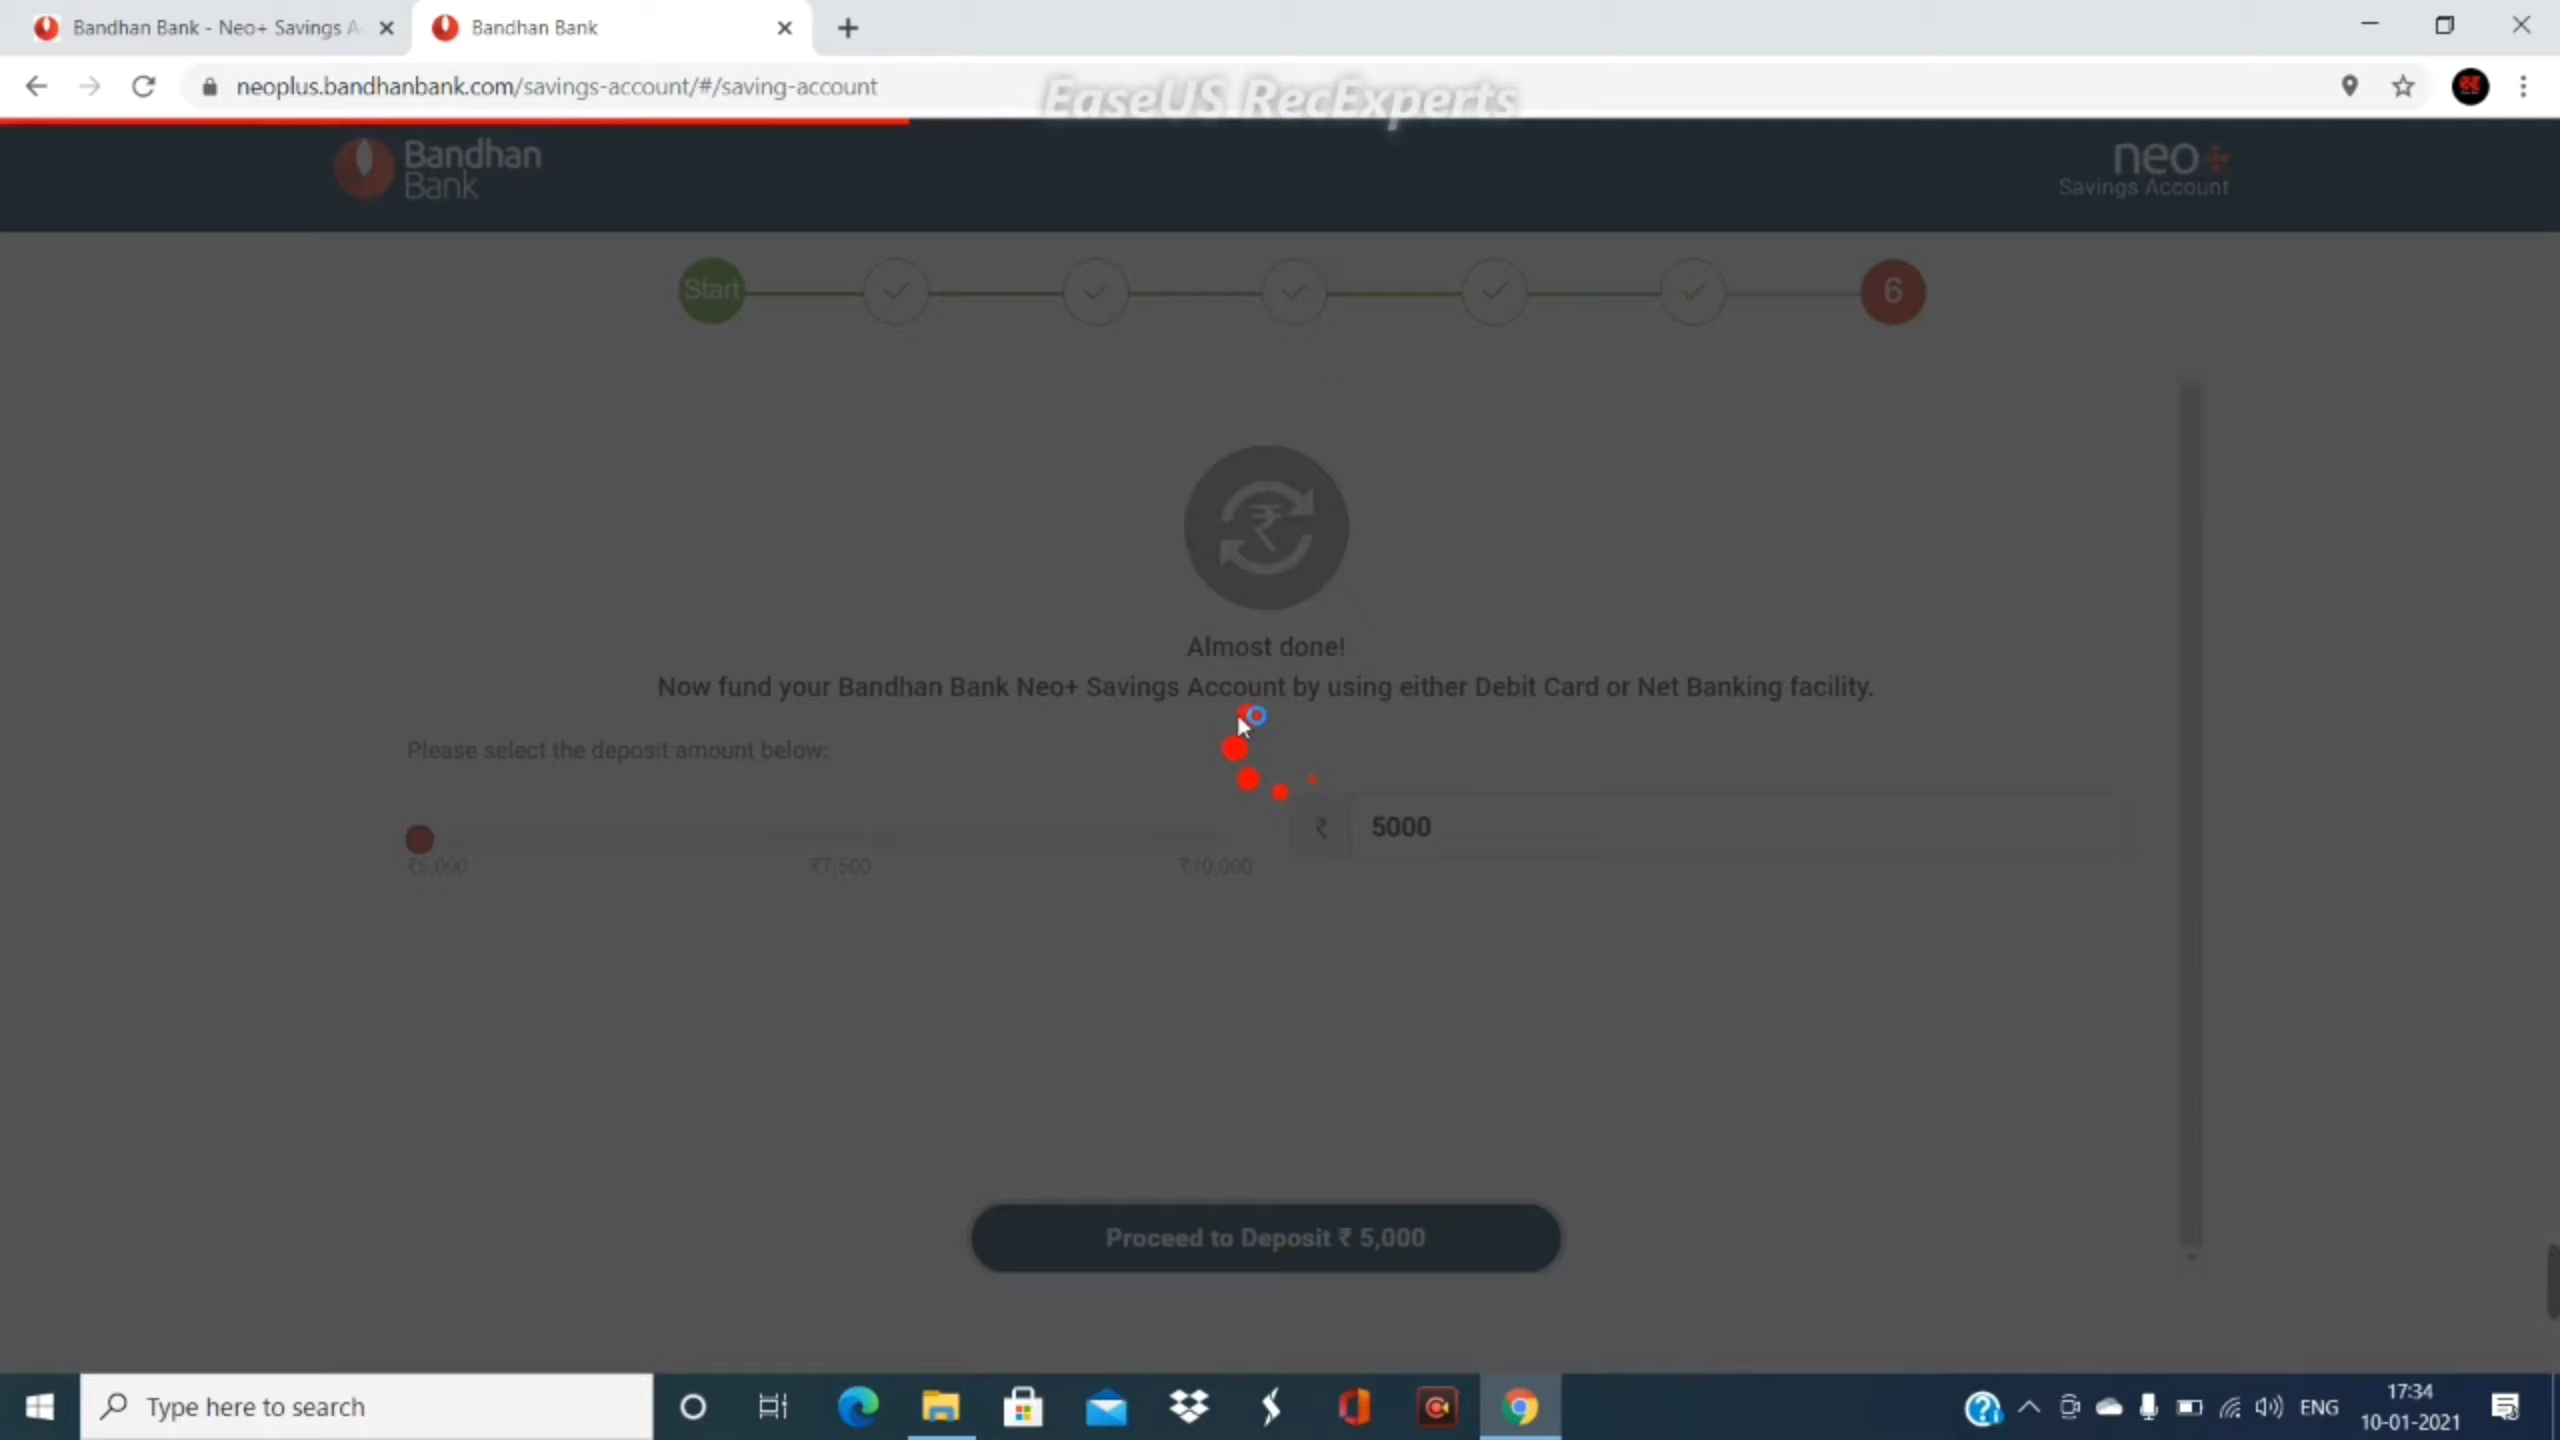 Bandhan Bank - Neo+ Savings A
Bandhan Bank
neoplus.bandhanbank.com/savings-account/#/saving-account
EaseUS RecExperts
Bandhan
Bank
neo+
Savings Account
Start
6
₹
Almost done!
Now fund your Bandhan Bank Neo+ Savings Account by using either Debit Card or Net Banking facility.
Please select the deposit amount below:
₹ 5000
₹5,000 ₹7,500 ₹10,000
Proceed to Deposit ₹ 5,000
Type here to search
ENG
17:34
10-01-2021